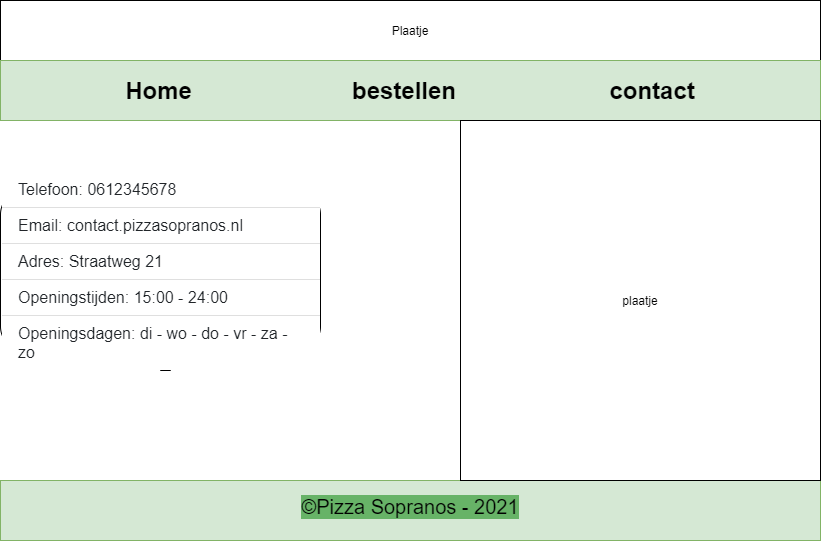 Plaatje
Home bestellen contact
Telefoon: 0612345678
Email: contact.pizzasopranos.nl
Adres: Straatweg 21
Openingstijden: 15:00 - 24:00
Openingsdagen: di - wo - do - vr - za -
zo
plaatje
©Pizza Sopranos - 2021